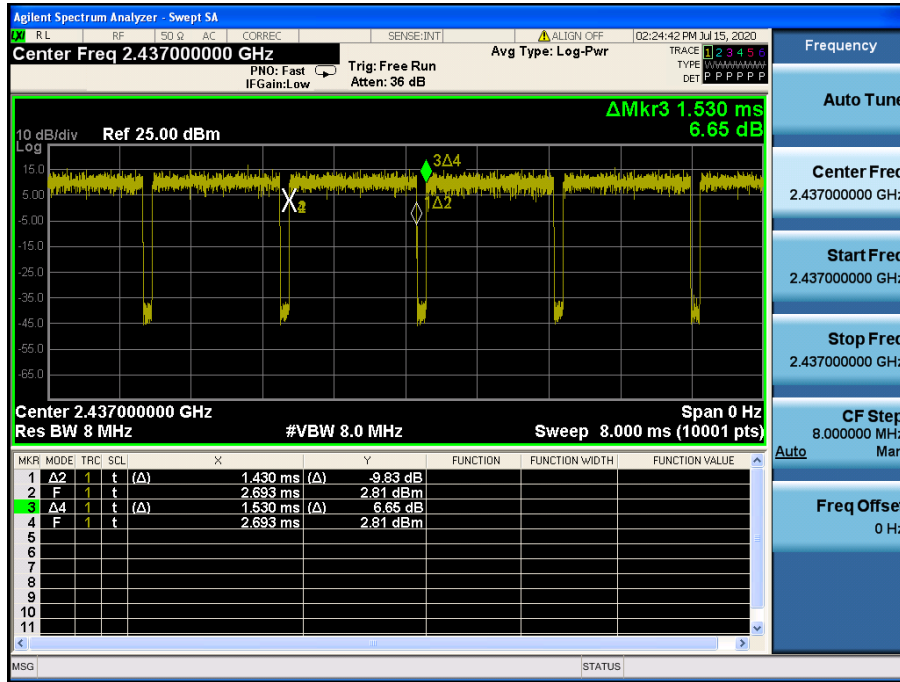 Agilent Spectrum Analyzer - Swept SA
LXI RL RF 50 Ω AC CORREC SENSE:INT ALIGN OFF 02:24:42 PM Jul 15, 2020
Center Freq 2.437000000 GHz
PNO: Fast
IFGain:Low
Trig: Free Run
Atten: 36 dB
Avg Type: Log-Pwr
TRACE 1 2 3 4 5 6
TYPE
DET P P P P P P
ΔMkr3 1.530 ms
6.65 dB
10 dB/div Ref 25.00 dBm
Log
15.0
5.00
-5.00
-15.0
-25.0
-35.0
-45.0
-55.0
-65.0
3Δ4
1Δ2
Center 2.437000000 GHz Span 0 Hz
Res BW 8 MHz #VBW 8.0 MHz Sweep 8.000 ms (10001 pts)
MKR MODE TRC SCL X Y FUNCTION FUNCTION WIDTH FUNCTION VALUE
1 Δ2 1 t (Δ) 1.430 ms (Δ) -9.83 dB
2 F 1 t 2.693 ms 2.81 dBm
3 Δ4 1 t (Δ) 1.530 ms (Δ) 6.65 dB
4 F 1 t 2.693 ms 2.81 dBm
5
6
7
8
9
10
11
MSG STATUS
Frequency
Auto Tune
Center Freq
2.437000000 GHz
Start Freq
2.437000000 GHz
Stop Freq
2.437000000 GHz
CF Step
8.000000 MHz
Auto Man
Freq Offset
0 Hz